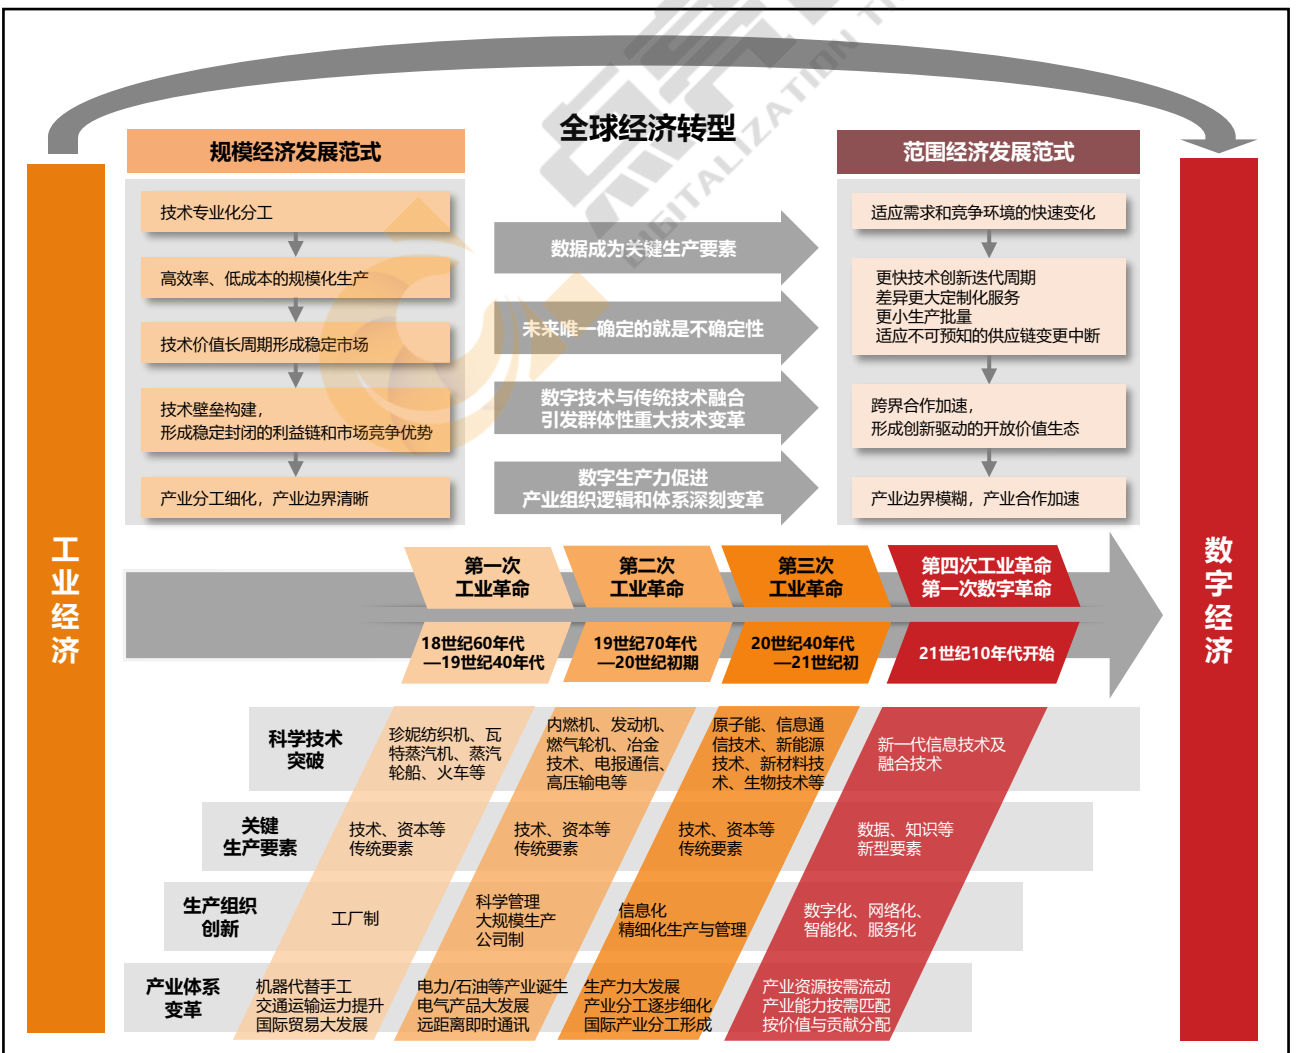 全球经济转型
规模经济发展范式
技术专业化分工
高效率、低成本的规模化生产
技术价值长周期形成稳定市场
技术壁垒构建，
形成稳定封闭的利益链和市场竞争优势
产业分工细化，产业边界清晰
数据成为关键生产要素
未来唯一确定的就是不确定性
数字技术与传统技术融合
引发群体性重大技术变革
数字生产力促进
产业组织逻辑和体系深刻变革
范围经济发展范式
适应需求和竞争环境的快速变化
更快技术创新迭代周期
差异更大定制化服务
更小生产批量
适应不可预知的供应链变更中断
跨界合作加速，
形成创新驱动的开放价值生态
产业边界模糊，产业合作加速
工业经济
数字经济
第一次
工业革命
第二次
工业革命
第三次
工业革命
第四次工业革命
第一次数字革命
18世纪60年代
—19世纪40年代
19世纪70年代
—20世纪初期
20世纪40年代
—21世纪初
21世纪10年代开始
科学技术
突破
珍妮纺织机、瓦
特蒸汽机、蒸汽
轮船、火车等
内燃机、发动机、
燃气轮机、冶金
技术、电报通信、
高压输电等
原子能、信息通
信技术、新能源
技术、新材料技
术、生物技术等
新一代信息技术及
融合技术
关键
生产要素
技术、资本等
传统要素
技术、资本等
传统要素
技术、资本等
传统要素
数据、知识等
新型要素
生产组织
创新
工厂制
科学管理
大规模生产
公司制
信息化
精细化生产与管理
数字化、网络化、
智能化、服务化
产业体系
变革
机器代替手工
交通运输运力提升
国际贸易大发展
电力/石油等产业诞生
电气产品大发展
远距离即时通讯
生产力大发展
产业分工逐步细化
国际产业分工形成
产业资源按需流动
产业能力按需匹配
按价值与贡献分配
DIGITALIZATION